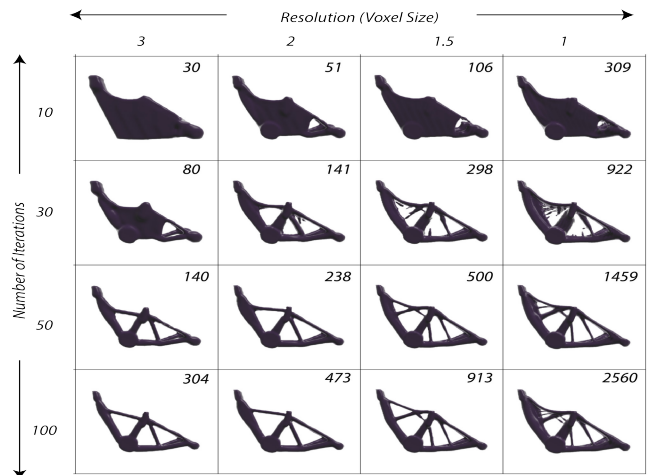 Resolution (Voxel Size)
3 2 1.5 1
Number of Iterations
10
30 51 106 309
30
80 141 298 922
50
140 238 500 1459
100
304 473 913 2560